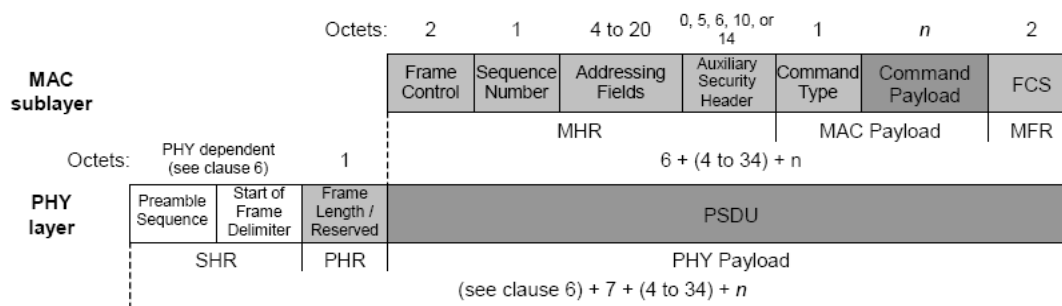 Octets: 2 1 4 to 20 0, 5, 6, 10, or 14 1 n 2
MAC sublayer
Frame Control
Sequence Number
Addressing Fields
Auxiliary Security Header
Command Type
Command Payload
FCS
MHR MAC Payload MFR
Octets: PHY dependent (see clause 6) 1 6 + (4 to 34) + n
PHY layer
Preamble Sequence
Start of Frame Delimiter
Frame Length / Reserved
PSDU
SHR PHR PHY Payload
(see clause 6) + 7 + (4 to 34) + n